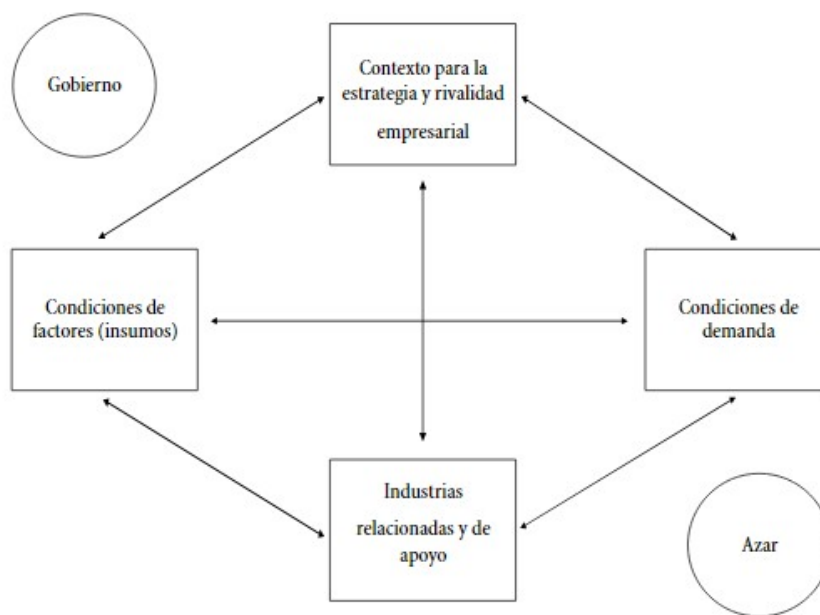 Gobierno
Contexto para la
estrategia y rivalidad
empresarial
Condiciones de
factores (insumos)
Condiciones de
demanda
Industrias
relacionadas y de
apoyo
Azar